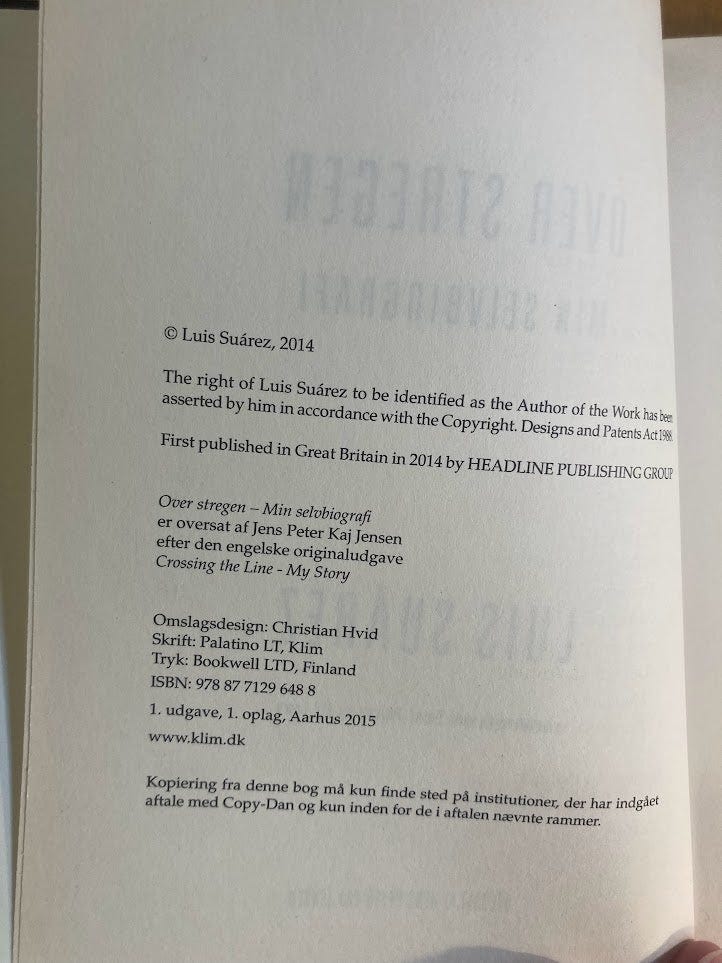 © Luis Suárez, 2014
The right of Luis Suárez to be identified as the Author of the Work has been
asserted by him in accordance with the Copyright. Designs and Patents Act 1988.
First published in Great Britain in 2014 by HEADLINE PUBLISHING GROUP
Over stregen – Min selvbiografi
er oversat af Jens Peter Kaj Jensen
efter den engelske originaludgave
Crossing the Line - My Story
Omslagsdesign: Christian Hvid
Skrift: Palatino LT, Klim
Tryk: Bookwell LTD, Finland
ISBN: 978 87 7129 648 8
1. udgave, 1. oplag, Aarhus 2015
www.klim.dk
Kopiering fra denne bog må kun finde sted på institutioner, der har indgået
aftale med Copy-Dan og kun inden for de i aftalen nævnte rammer.
OVER STREGEN
MIN SELVBIOGRAFI
LUIS SUÁREZ